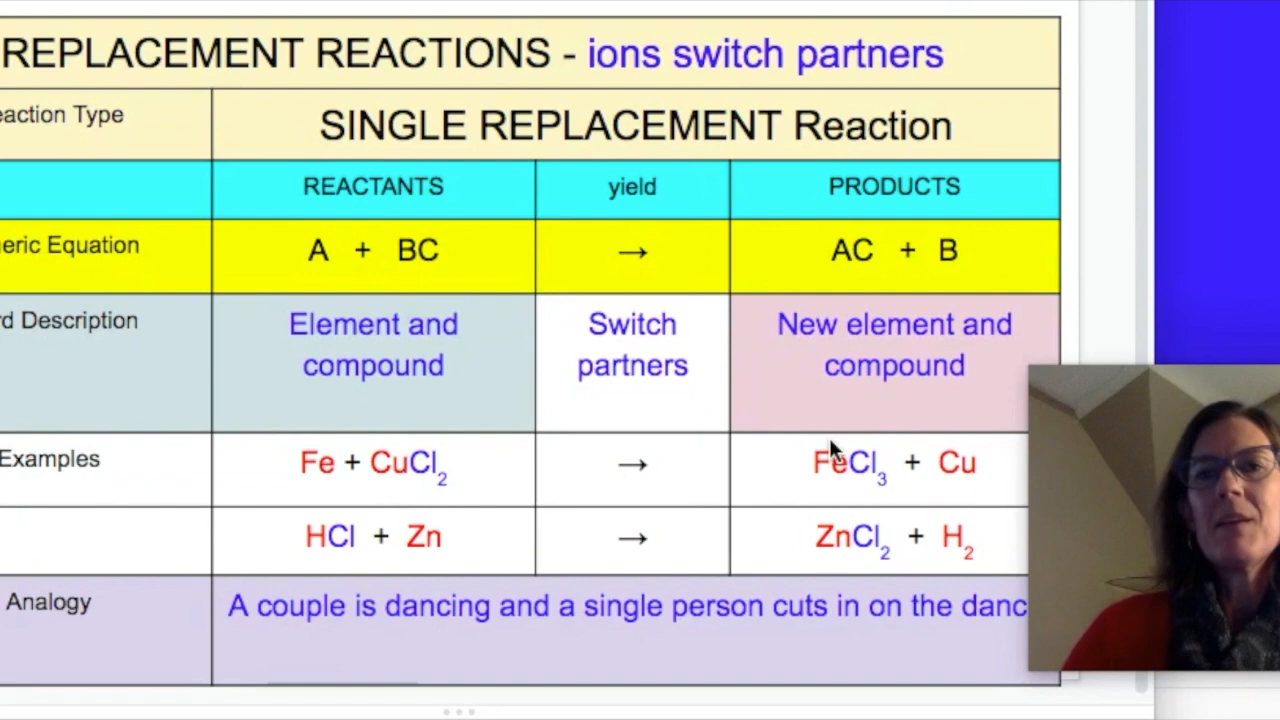 REPLACEMENT REACTIONS - ions switch partners
eaction Type
SINGLE REPLACEMENT Reaction
REACTANTS yield PRODUCTS
eric Equation
A + BC → AC + B
d Description
Element and
compound
Switch
partners
New element and
compound
Examples
Fe + CuCl₂ → FeCl₃ + Cu
HCl + Zn → ZnCl₂ + H₂
Analogy
A couple is dancing and a single person cuts in on the danc